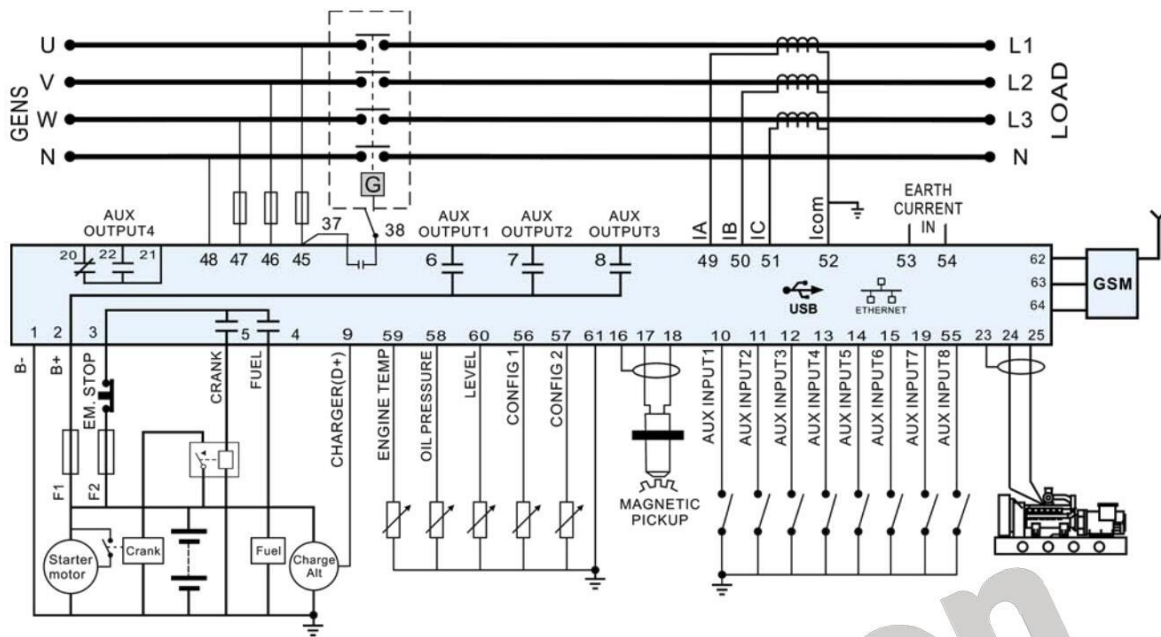 GENS
U
L1
V
L2
W
L3
N
N
LOAD
G
AUX
OUTPUT4
37
38
AUX
OUTPUT1
AUX
OUTPUT2
AUX
OUTPUT3
IA
IB
IC
Icom
EARTH
CURRENT
IN
20
22
21
48
47
46
45
6
7
8
49
50
51
52
53
54
62
63
64
GSM
USB
ETHERNET
1
2
3
5
4
9
59
58
60
56
57
61
16
17
18
10
11
12
13
14
15
19
55
23
24
25
B-
B+
EM. STOP
CRANK
FUEL
CHARGER(D+)
ENGINE TEMP
OIL PRESSURE
LEVEL
CONFIG 1
CONFIG 2
AUX INPUT1
AUX INPUT2
AUX INPUT3
AUX INPUT4
AUX INPUT5
AUX INPUT6
AUX INPUT7
AUX INPUT8
F1
F2
MAGNETIC
PICKUP
Starter
motor
Crank
Fuel
Charge
Alt